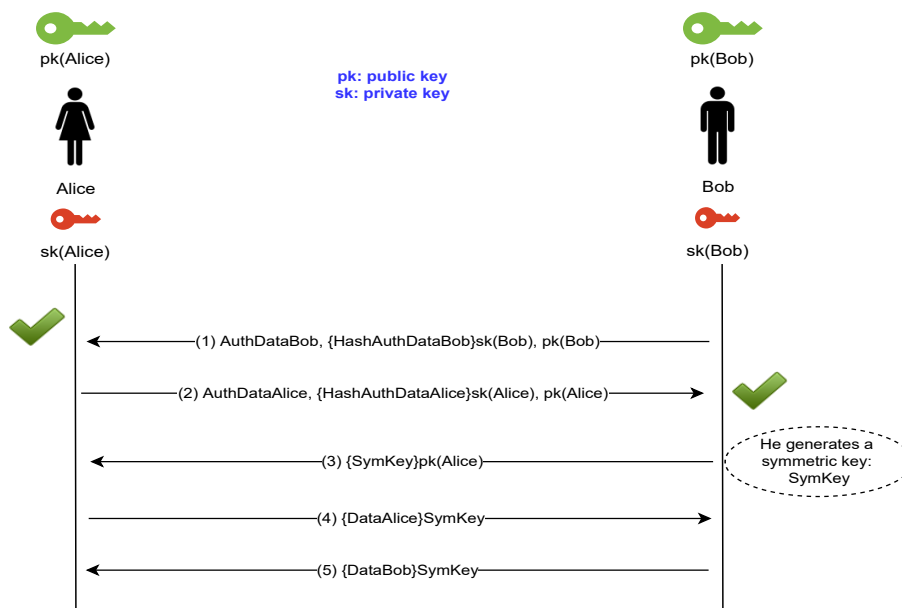 pk(Alice)
pk(Bob)
pk: public key
sk: private key
Alice
Bob
sk(Alice)
sk(Bob)
(1) AuthDataBob, {HashAuthDataBob}sk(Bob), pk(Bob)
(2) AuthDataAlice, {HashAuthDataAlice}sk(Alice), pk(Alice)
(3) {SymKey}pk(Alice)
He generates a
symmetric key:
SymKey
(4) {DataAlice}SymKey
(5) {DataBob}SymKey